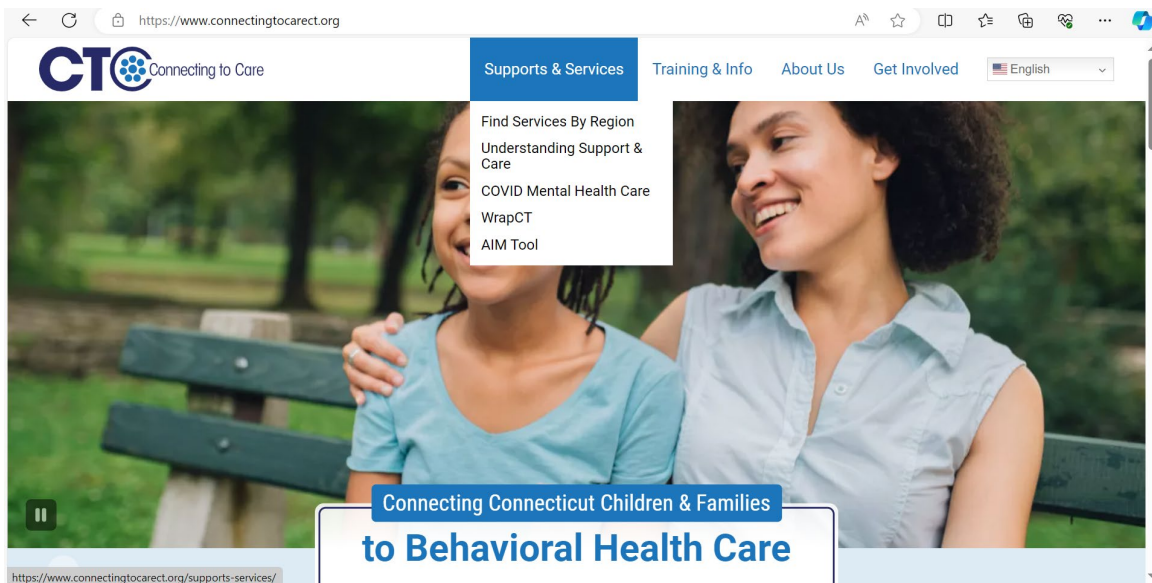 https://www.connectingtocarect.org
CTC Connecting to Care
Supports & Services
Training & Info
About Us
Get Involved
English
Find Services By Region
Understanding Support &
Care
COVID Mental Health Care
WrapCT
AIM Tool
Connecting Connecticut Children & Families
to Behavioral Health Care
https://www.connectingtocarect.org/supports-services/